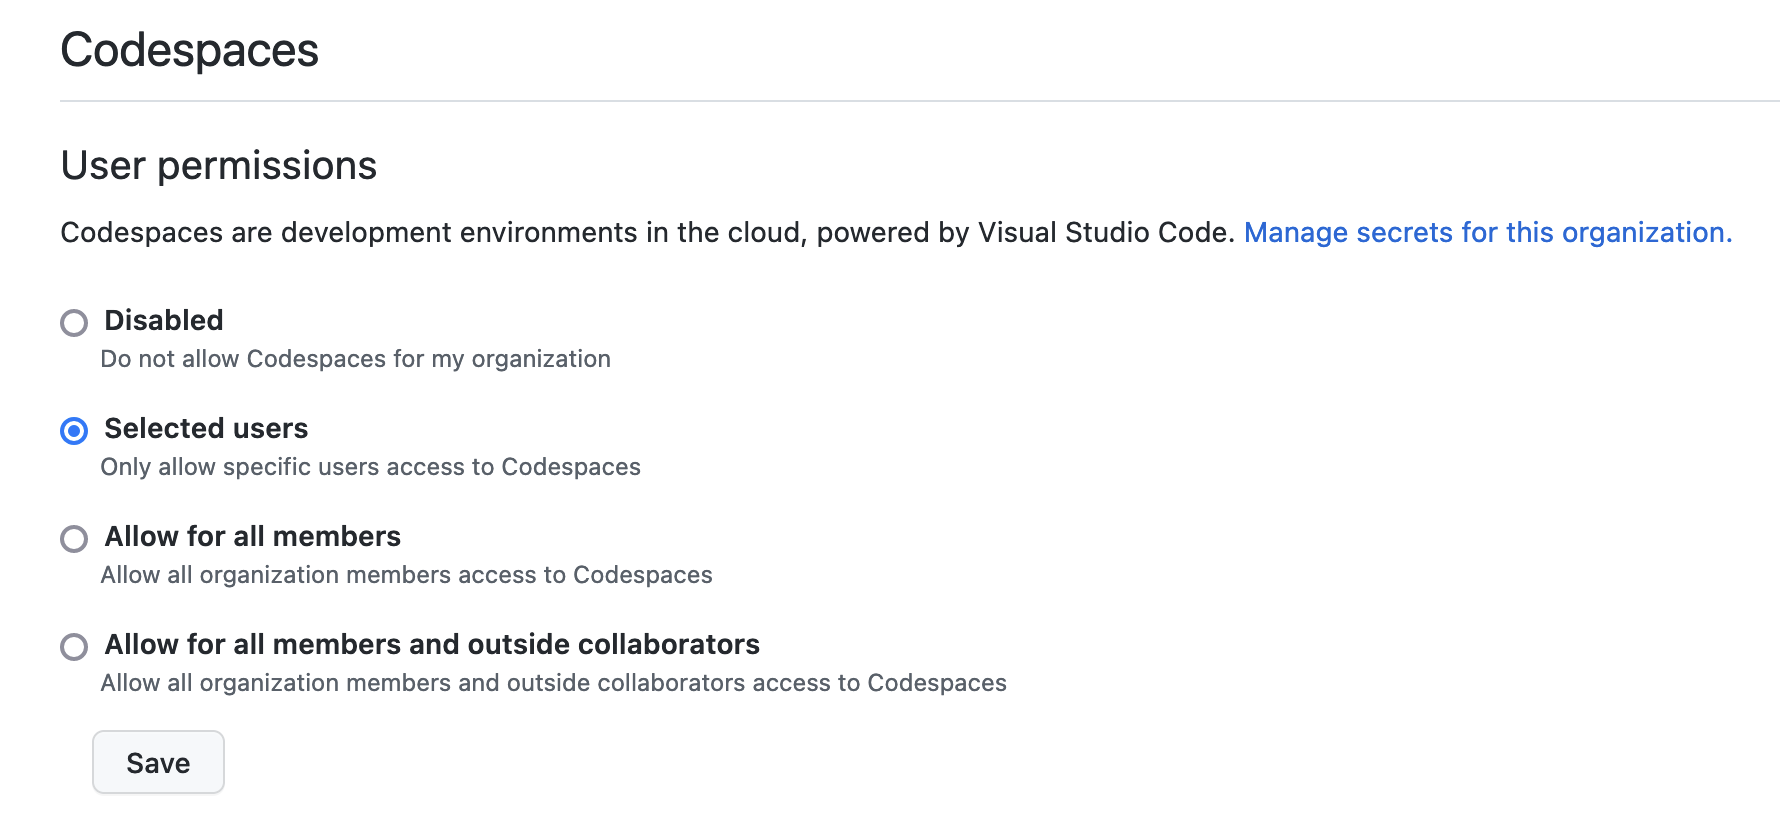 Codespaces
User permissions
Codespaces are development environments in the cloud, powered by Visual Studio Code. Manage secrets for this organization.
Disabled
Do not allow Codespaces for my organization
Selected users
Only allow specific users access to Codespaces
Allow for all members
Allow all organization members access to Codespaces
Allow for all members and outside collaborators
Allow all organization members and outside collaborators access to Codespaces
Save